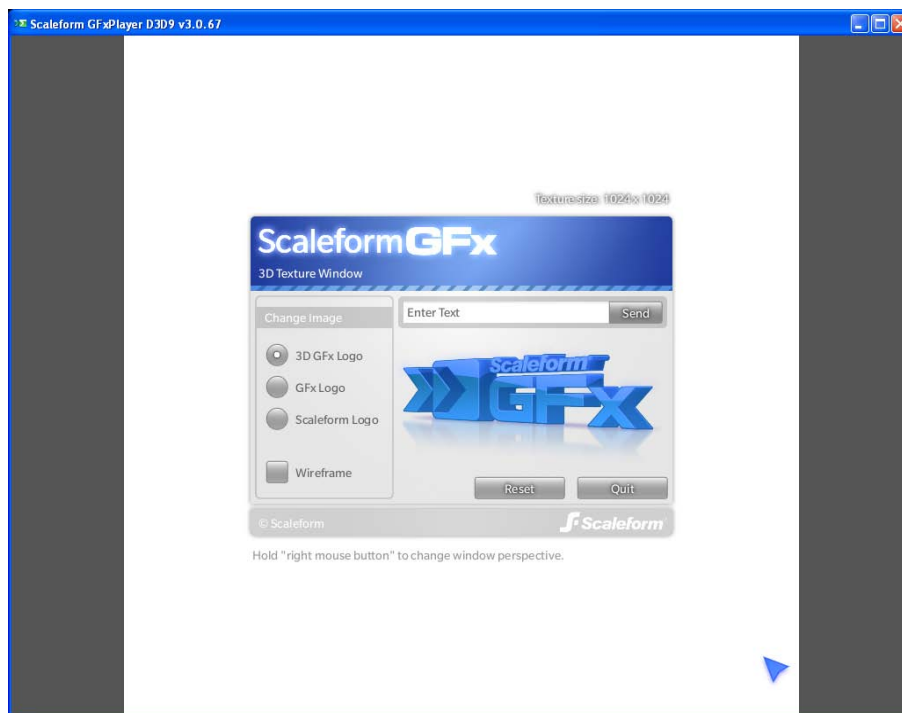 Scaleform GFxPlayer D3D9 v3.0.67
Texture size: 1024 x 1024
Scaleform GFx
3D Texture Window
Change Image
Enter Text
Send
3D GFx Logo
GFx Logo
Scaleform Logo
Scaleform
GFx
Wireframe
Reset
Quit
© Scaleform
Scaleform
Hold "right mouse button" to change window perspective.